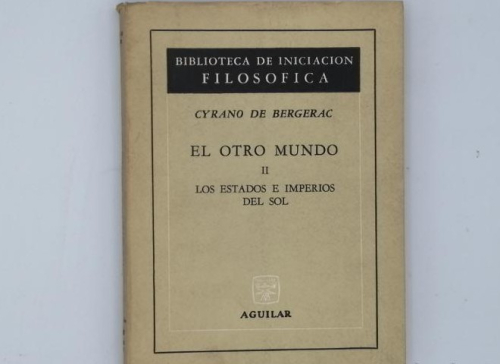 BIBLIOTECA DE INICIACION
FILOSOFICA
CYRANO DE BERGERAC
EL OTRO MUNDO
II
LOS ESTADOS E IMPERIOS
DEL SOL
AGUILAR